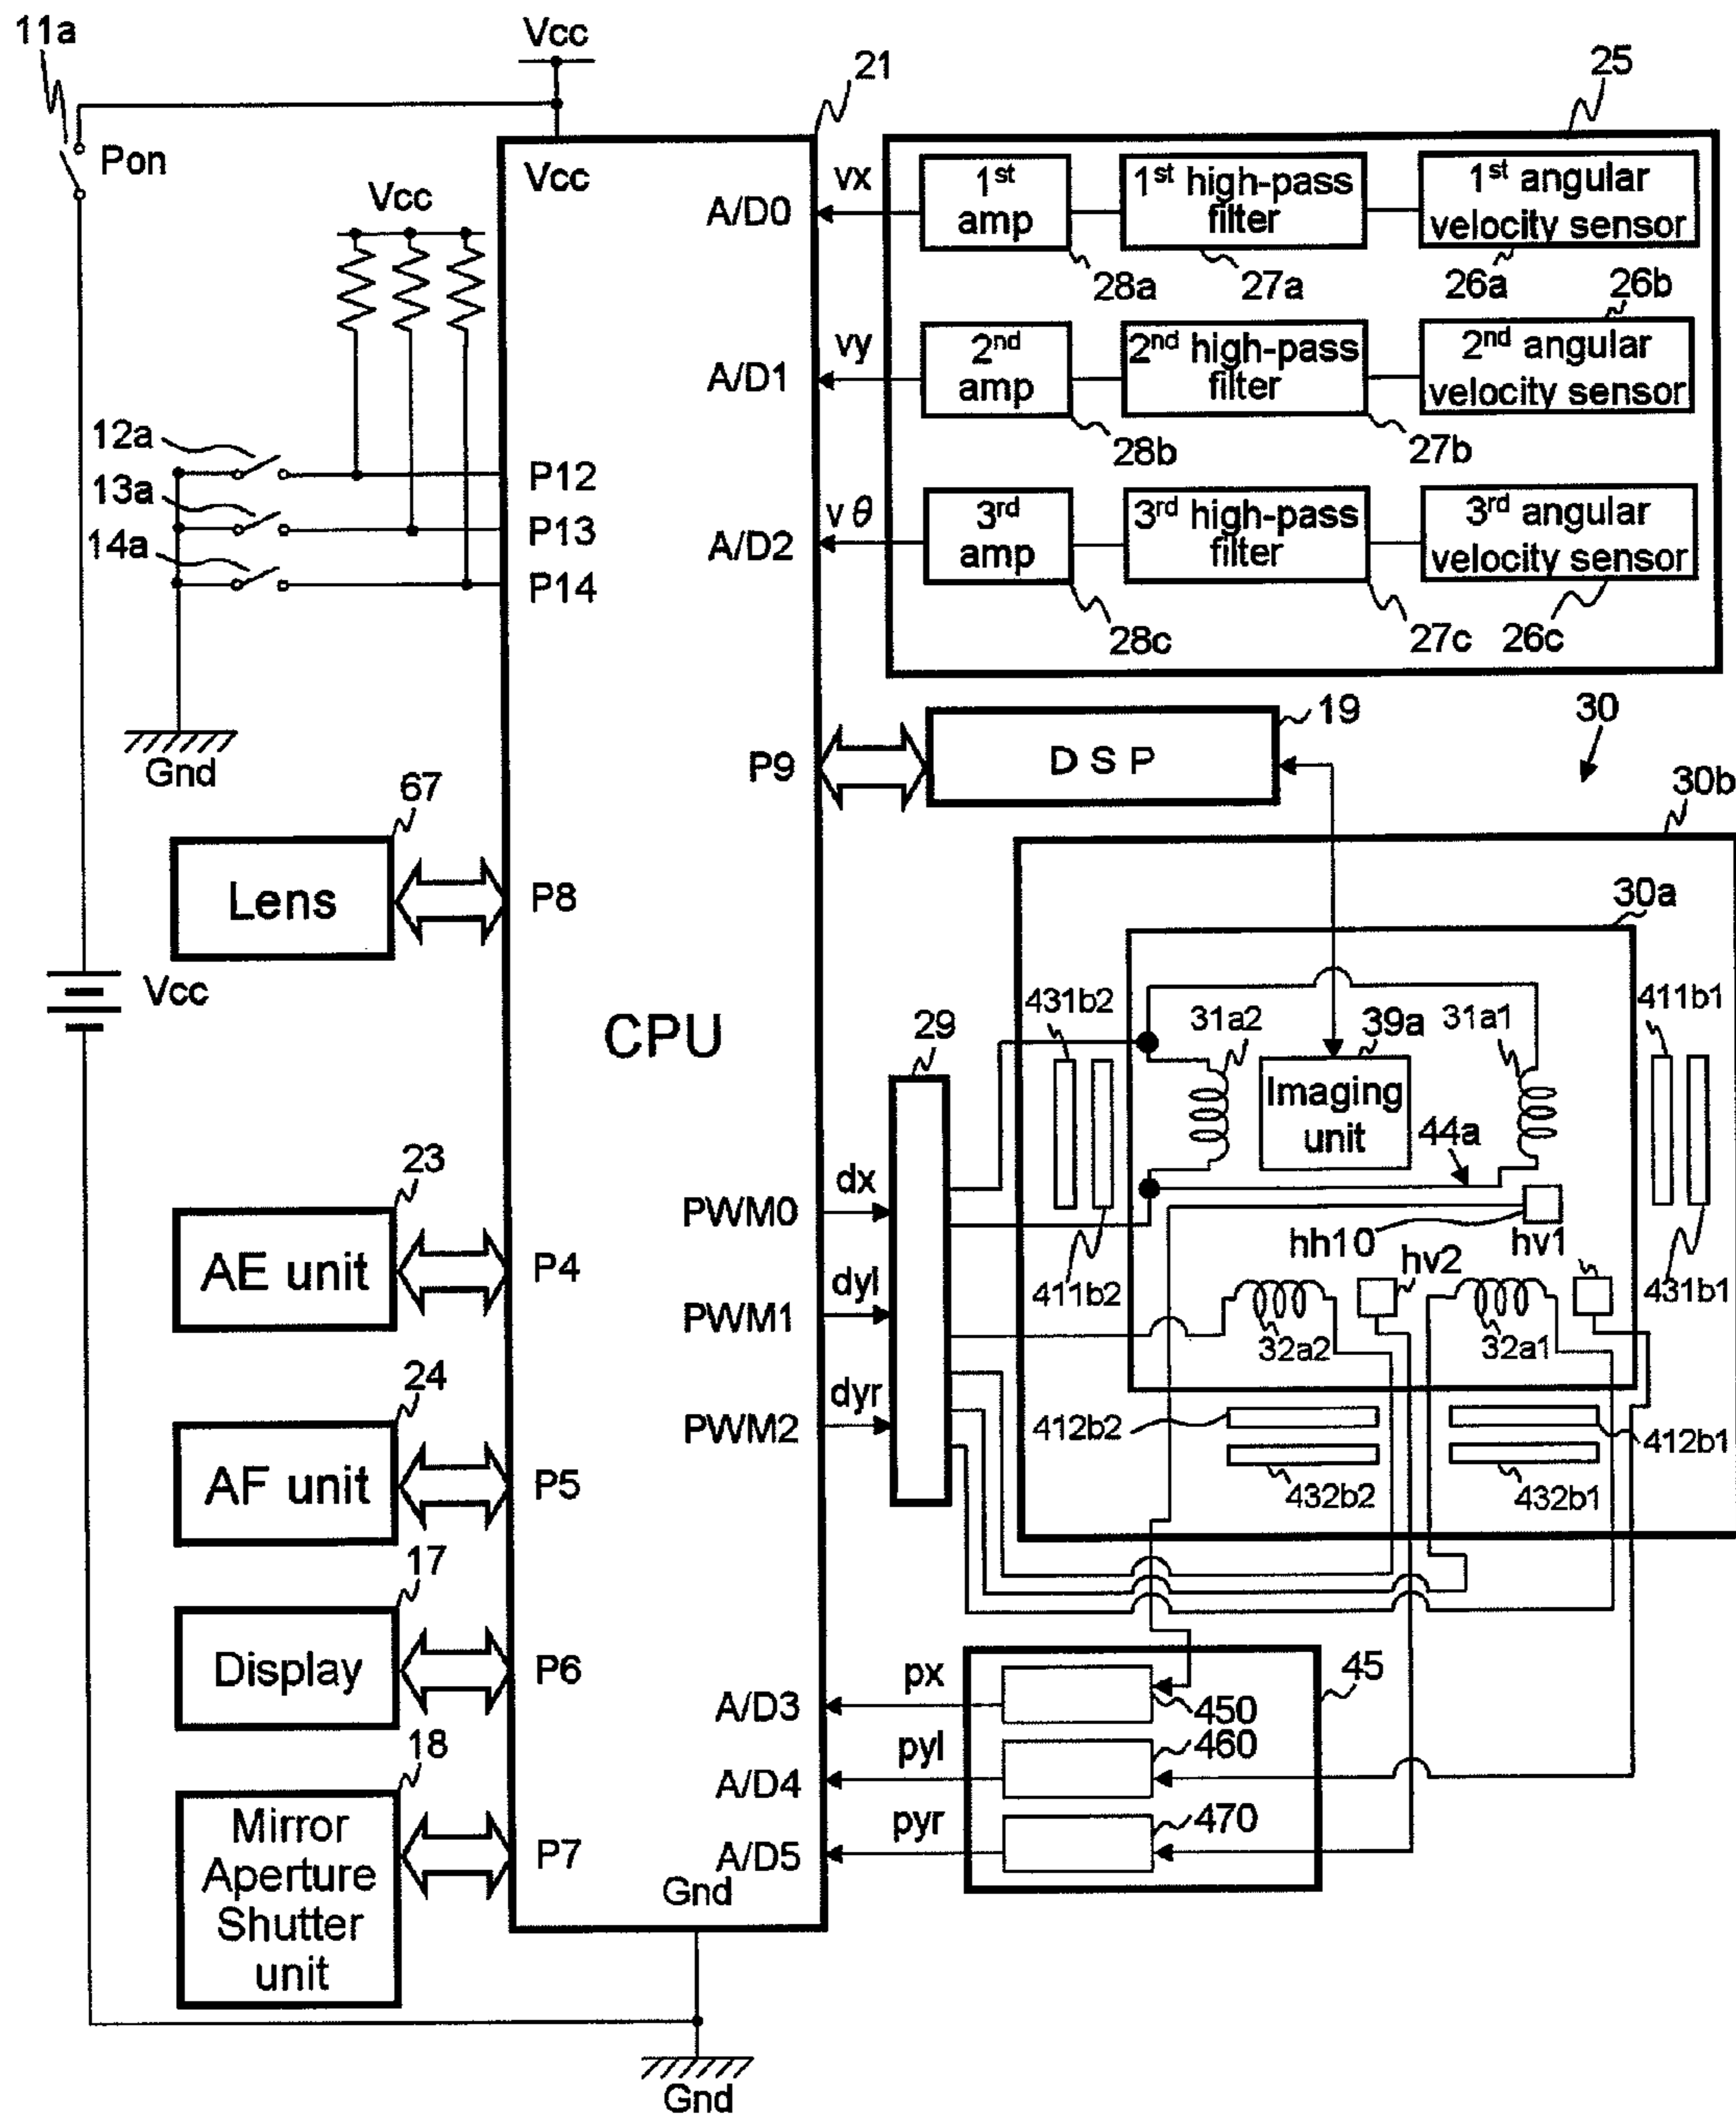 11a
Vcc
21
25
Pon
Vcc
Vcc
A/D0
vx
1st amp
1st high-pass filter
1st angular velocity sensor
28a
27a
26a
26b
A/D1
vy
2nd amp
2nd high-pass filter
2nd angular velocity sensor
28b
27b
12a
P12
13a
P13
14a
P14
A/D2
vθ
3rd amp
3rd high-pass filter
3rd angular velocity sensor
28c
27c
26c
Gnd
P9
DSP
19
30
30b
67
Lens
P8
30a
Vcc
CPU
29
431b2
31a2
39a
31a1
411b1
Imaging unit
44a
23
AE unit
P4
PWM0
dx
411b2
hh10
hv1
hv2
431b1
PWM1
dyl
32a2
32a1
24
AF unit
P5
PWM2
dyr
412b2
412b1
432b2
432b1
17
Display
P6
45
A/D3
px
450
18
A/D4
pyl
460
Mirror
Aperture
Shutter
unit
P7
A/D5
pyr
470
Gnd
Gnd